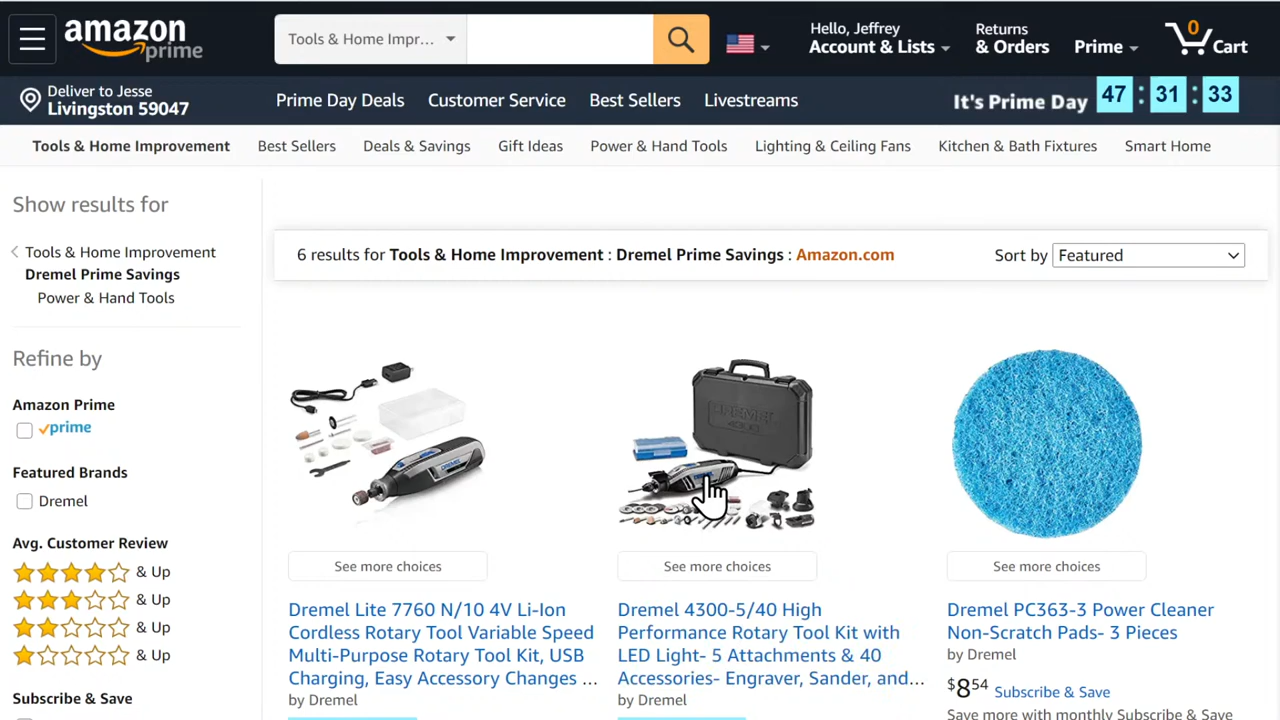 amazon
prime
Tools & Home Impr...
Hello, Jeffrey
Account & Lists
Returns
& Orders
Prime
0
Cart
Deliver to Jesse
Livingston 59047
Prime Day Deals
Customer Service
Best Sellers
Livestreams
It's Prime Day
47 : 31 : 33
Tools & Home Improvement
Best Sellers
Deals & Savings
Gift Ideas
Power & Hand Tools
Lighting & Ceiling Fans
Kitchen & Bath Fixtures
Smart Home
Show results for
Tools & Home Improvement
Dremel Prime Savings
Power & Hand Tools
Refine by
Amazon Prime
prime
Featured Brands
Dremel
Avg. Customer Review
& Up
& Up
& Up
& Up
Subscribe & Save
6 results for Tools & Home Improvement : Dremel Prime Savings : Amazon.com
Sort by Featured
DREMEL
DREMEL
See more choices
Dremel Lite 7760 N/10 4V Li-Ion
Cordless Rotary Tool Variable Speed
Multi-Purpose Rotary Tool Kit, USB
Charging, Easy Accessory Changes ...
by Dremel
See more choices
Dremel 4300-5/40 High
Performance Rotary Tool Kit with
LED Light- 5 Attachments & 40
Accessories- Engraver, Sander, and...
by Dremel
See more choices
Dremel PC363-3 Power Cleaner
Non-Scratch Pads- 3 Pieces
by Dremel
$8 54 Subscribe & Save
Save more with monthly Subscribe & Save